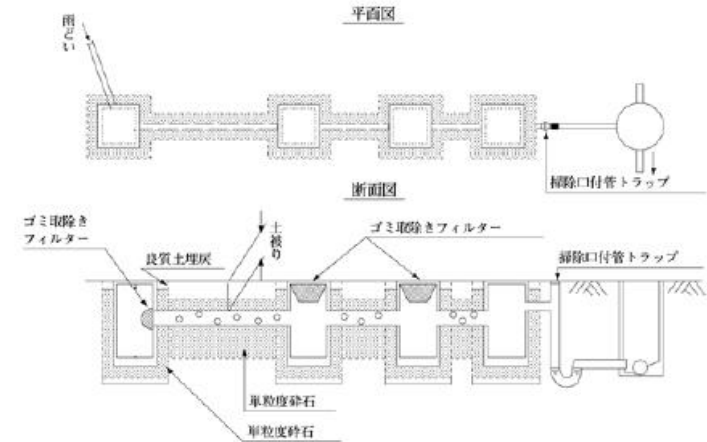 平面図
雨どい
掃除口付管トラップ
断面図
ゴミ取除き
フィルター
良質土埋戻
土被り
ゴミ取除きフィルター
掃除口付管トラップ
単粒度砕石
単粒度砕石